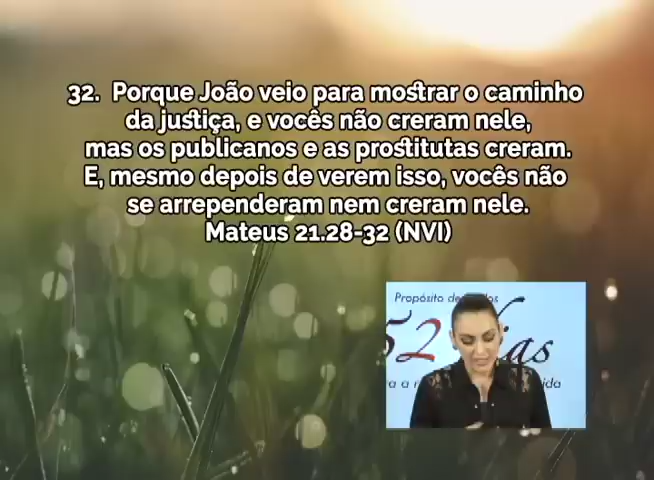 32. Porque João veio para mostrar o caminho
da justiça, e vocês não creram nele,
mas os publicanos e as prostitutas creram.
E, mesmo depois de verem isso, vocês não
se arrependeram nem creram nele.
Mateus 21.28-32 (NVI)
Propósito de
52 ias
a a
ida